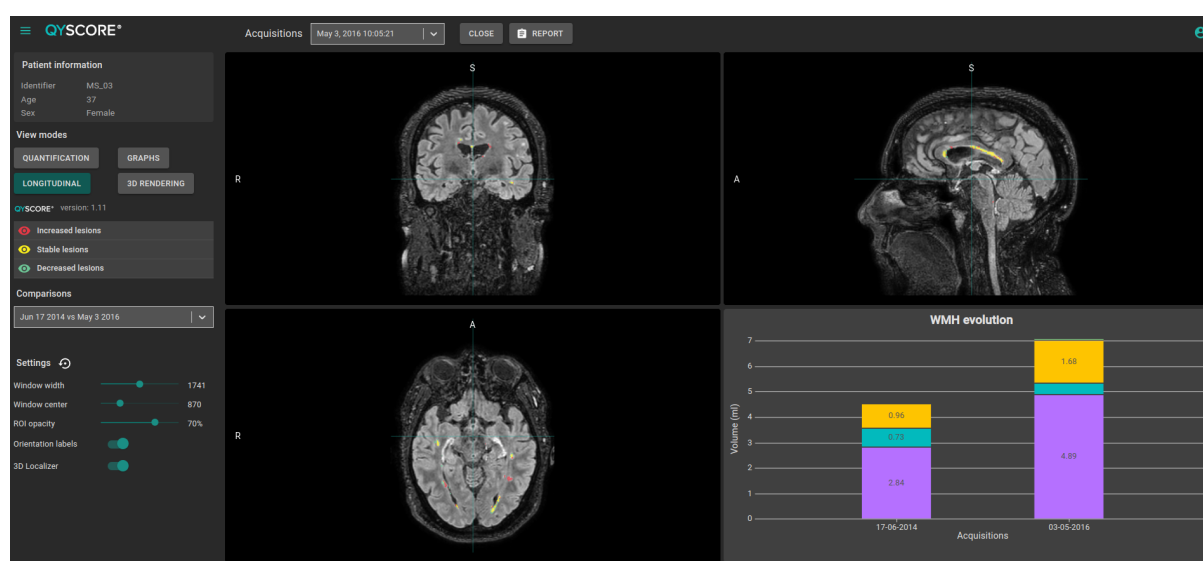 QYSCORE®
Acquisitions
May 3, 2016 10:05:21
CLOSE
REPORT
Patient information
Identifier MS_03
Age 37
Sex Female
View modes
QUANTIFICATION
GRAPHS
LONGITUDINAL
3D RENDERING
QYSCORE® version: 1.11
Increased lesions
Stable lesions
Decreased lesions
Comparisons
Jun 17 2014 vs May 3 2016
Settings
Window width 1741
Window center 870
ROI opacity 70%
Orientation labels
3D Localizer
S
R
S
A
A
R
WMH evolution
Volume (ml)
7
6
5
4
3
2
1
0
0.96
0.73
2.84
1.68
4.89
17-06-2014
03-05-2016
Acquisitions